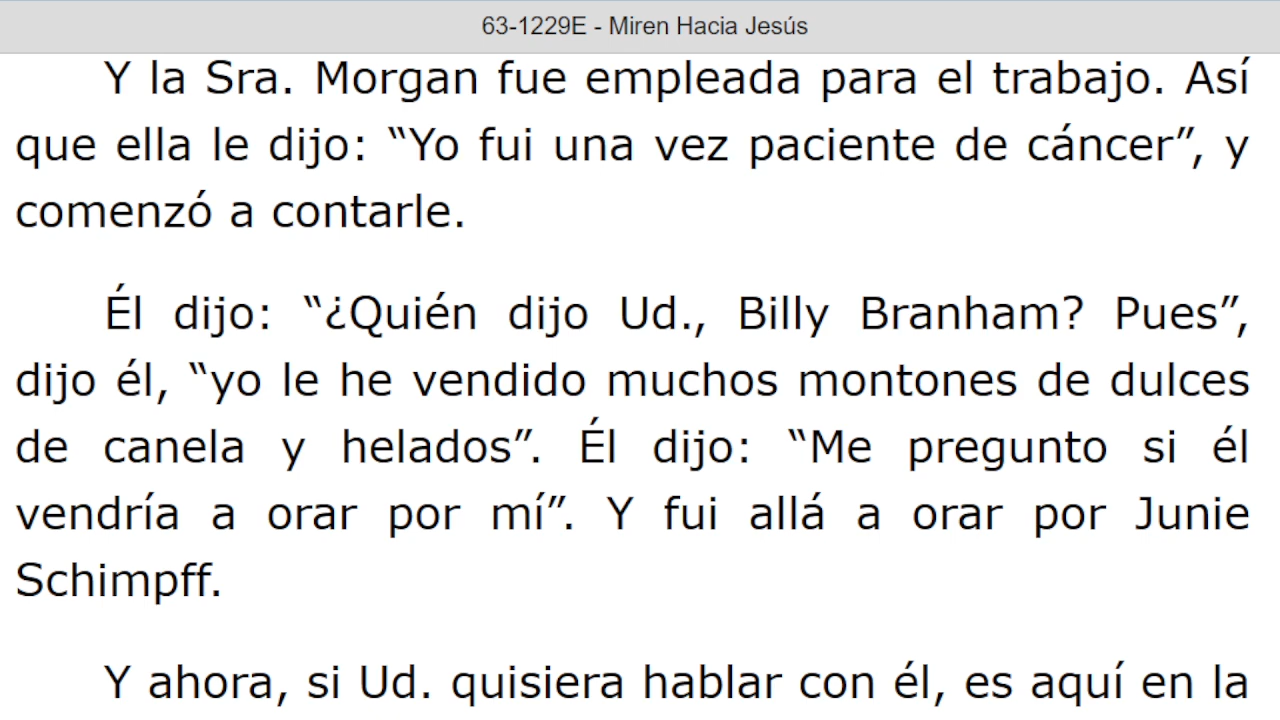 63-1229E - Miren Hacia Jesús
Y la Sra. Morgan fue empleada para el trabajo. Así
que ella le dijo: “Yo fui una vez paciente de cáncer”, y
comenzó a contarle.
Él dijo: “¿Quién dijo Ud., Billy Branham? Pues”,
dijo él, “yo le he vendido muchos montones de dulces
de canela y helados”. Él dijo: “Me pregunto si él
vendría a orar por mí”. Y fui allá a orar por Junie
Schimpff.
Y ahora, si Ud. quisiera hablar con él, es aquí en la